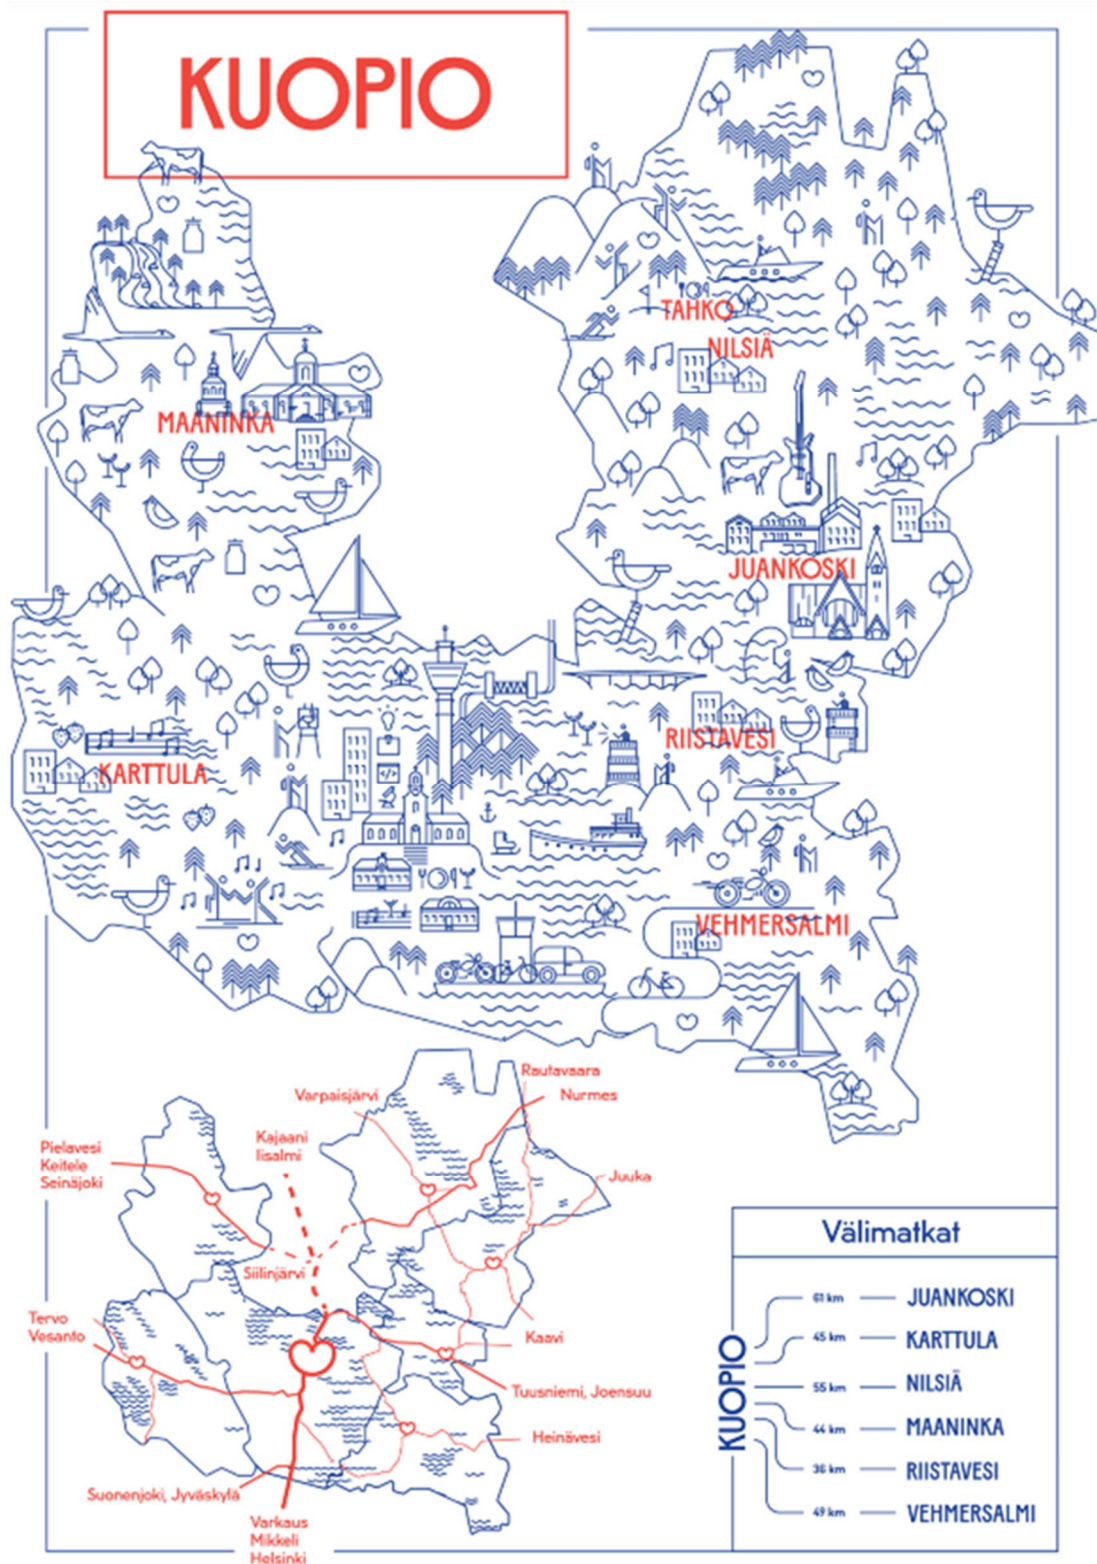 KUOPIO
TAHKO
NILSIÄ
MAANINKA
JUANKOSKI
RIISTAVESI
KARTTULA
VEHMERSALMI
Rautavaara
Varpaisjärvi
Nurmes
Kajaani
Iisalmi
Pielavesi
Keitele
Seinäjoki
Juuka
Siilinjärvi
Tervo
Vesanto
Kaavi
Tuusniemi, Joensuu
Heinävesi
Suonenjoki, Jyväskylä
Varkaus
Mikkeli
Helsinki
Välimatkat
KUOPIO
61 km JUANKOSKI
45 km KARTTULA
55 km NILSIÄ
44 km MAANINKA
36 km RIISTAVESI
49 km VEHMERSALMI